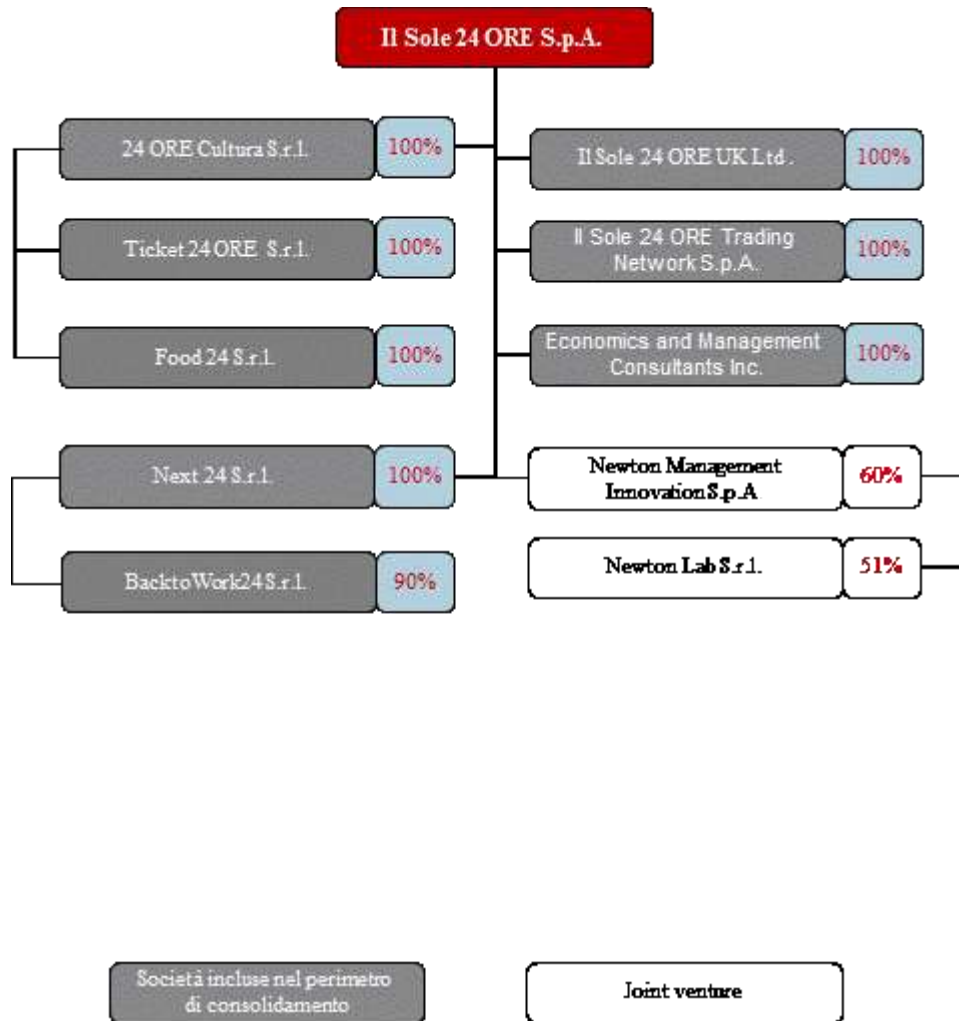 Il Sole 24 ORE S.p.A.
24 ORE Cultura S.r.l. 100%
Il Sole 24 ORE UK Ltd. 100%
Ticket 24 ORE S.r.l. 100%
Il Sole 24 ORE Trading
Network S.p.A. 100%
Food 24 S.r.l. 100%
Economics and Management
Consultants Inc. 100%
Next 24 S.r.l. 100%
Newton Management
Innovation S.p.A 60%
BacktoWork24 S.r.l. 90%
Newton Lab S.r.l. 51%
Società incluse nel perimetro
di consolidamento
Joint venture